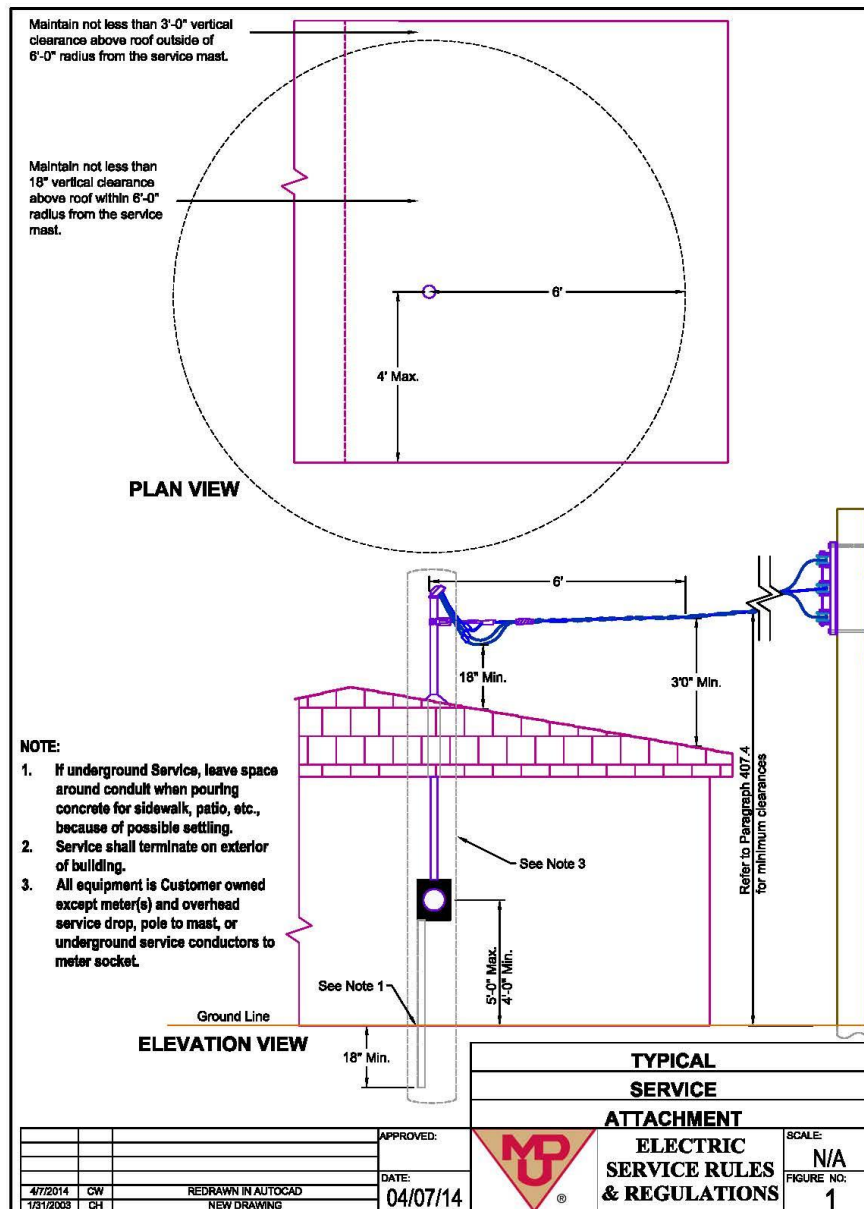 Maintain not less than 3'-0" vertical
clearance above roof outside of
6'-0" radius from the service mast.
Maintain not less than
18" vertical clearance
above roof within 6'-0"
radius from the service
mast.
6'
4' Max.
PLAN VIEW
6'
18" Min.
3'0" Min.
Refer to Paragraph 407.4
for minimum clearances
NOTE:
1. If underground Service, leave space
around conduit when pouring
concrete for sidewalk, patio, etc.,
because of possible settling.
2. Service shall terminate on exterior
of building.
3. All equipment is Customer owned
except meter(s) and overhead
service drop, pole to mast, or
underground service conductors to
meter socket.
See Note 3
5'-0" Max.
4'-0" Min.
See Note 1
Ground Line
ELEVATION VIEW
18" Min.
TYPICAL
SERVICE
ATTACHMENT
APPROVED:
DATE:
04/07/14
4/7/2014 CW REDRAWN IN AUTOCAD
1/31/2003 CH NEW DRAWING
MPU
®
ELECTRIC
SERVICE RULES
& REGULATIONS
SCALE:
N/A
FIGURE NO:
1